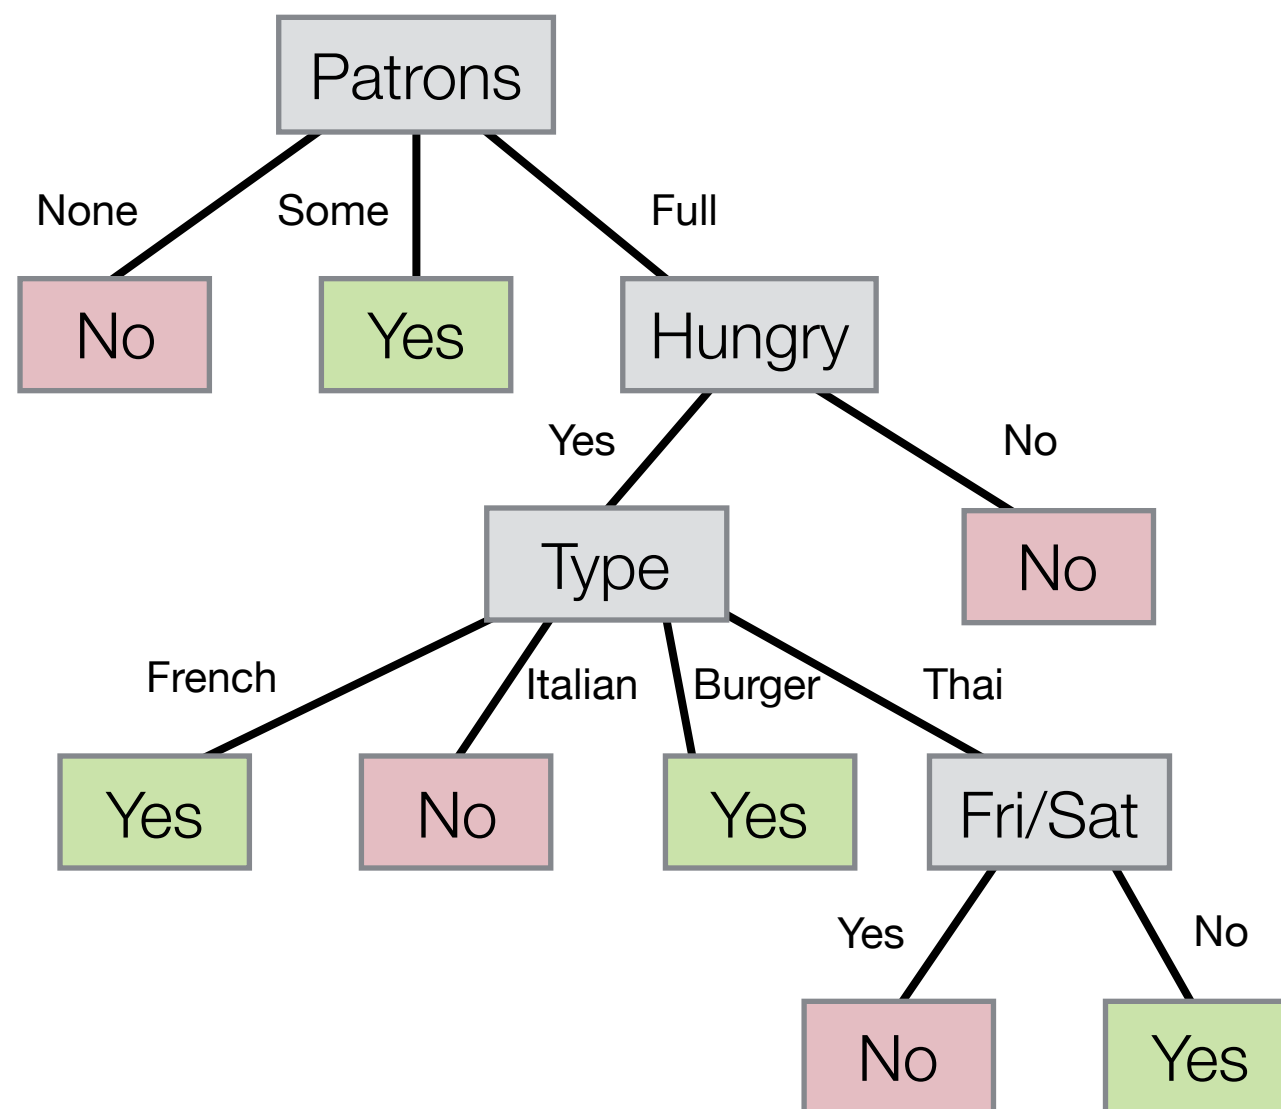 Patrons
None Some Full
No Yes Hungry
Yes No
Type No
French Italian Burger Thai
Yes No Yes Fri/Sat
Yes No
No Yes